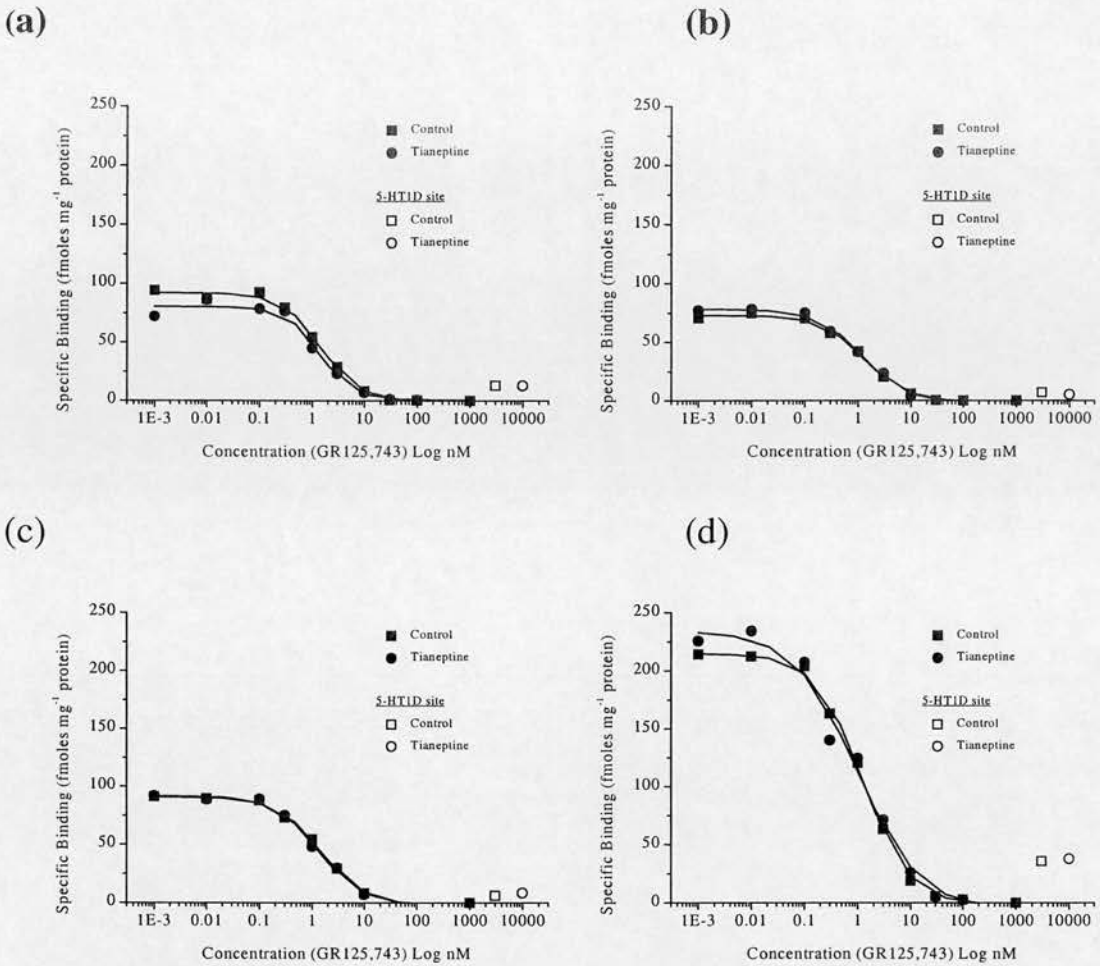 (a)
Specific Binding (fmoles mg⁻¹ protein)
250
200
150
100
50
0
Control
Tianeptine
5-HT1D site
Control
Tianeptine
1E-3 0.01 0.1 1 10 100 1000 10000
Concentration (GR125,743) Log nM
(b)
Specific Binding (fmoles mg⁻¹ protein)
250
200
150
100
50
0
Control
Tianeptine
5-HT1D site
Control
Tianeptine
1E-3 0.01 0.1 1 10 100 1000 10000
Concentration (GR125,743) Log nM
(c)
Specific Binding (fmoles mg⁻¹ protein)
250
200
150
100
50
0
Control
Tianeptine
5-HT1D site
Control
Tianeptine
1E-3 0.01 0.1 1 10 100 1000 10000
Concentration (GR125,743) Log nM
(d)
Specific Binding (fmoles mg⁻¹ protein)
250
200
150
100
50
0
Control
Tianeptine
5-HT1D site
Control
Tianeptine
1E-3 0.01 0.1 1 10 100 1000 10000
Concentration (GR125,743) Log nM